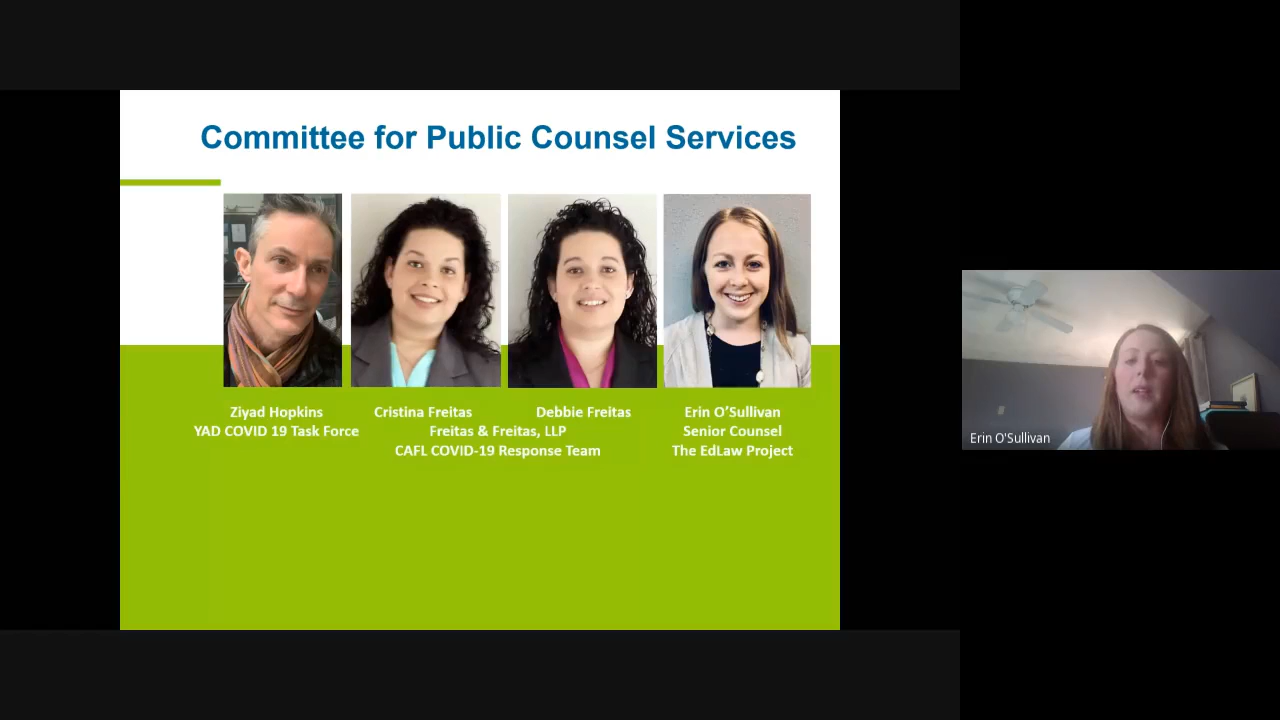 Committee for Public Counsel Services
Ziyad Hopkins
YAD COVID 19 Task Force
Cristina Freitas
Debbie Freitas
Freitas & Freitas, LLP
CAFL COVID-19 Response Team
Erin O’Sullivan
Senior Counsel
The EdLaw Project
Erin O'Sullivan